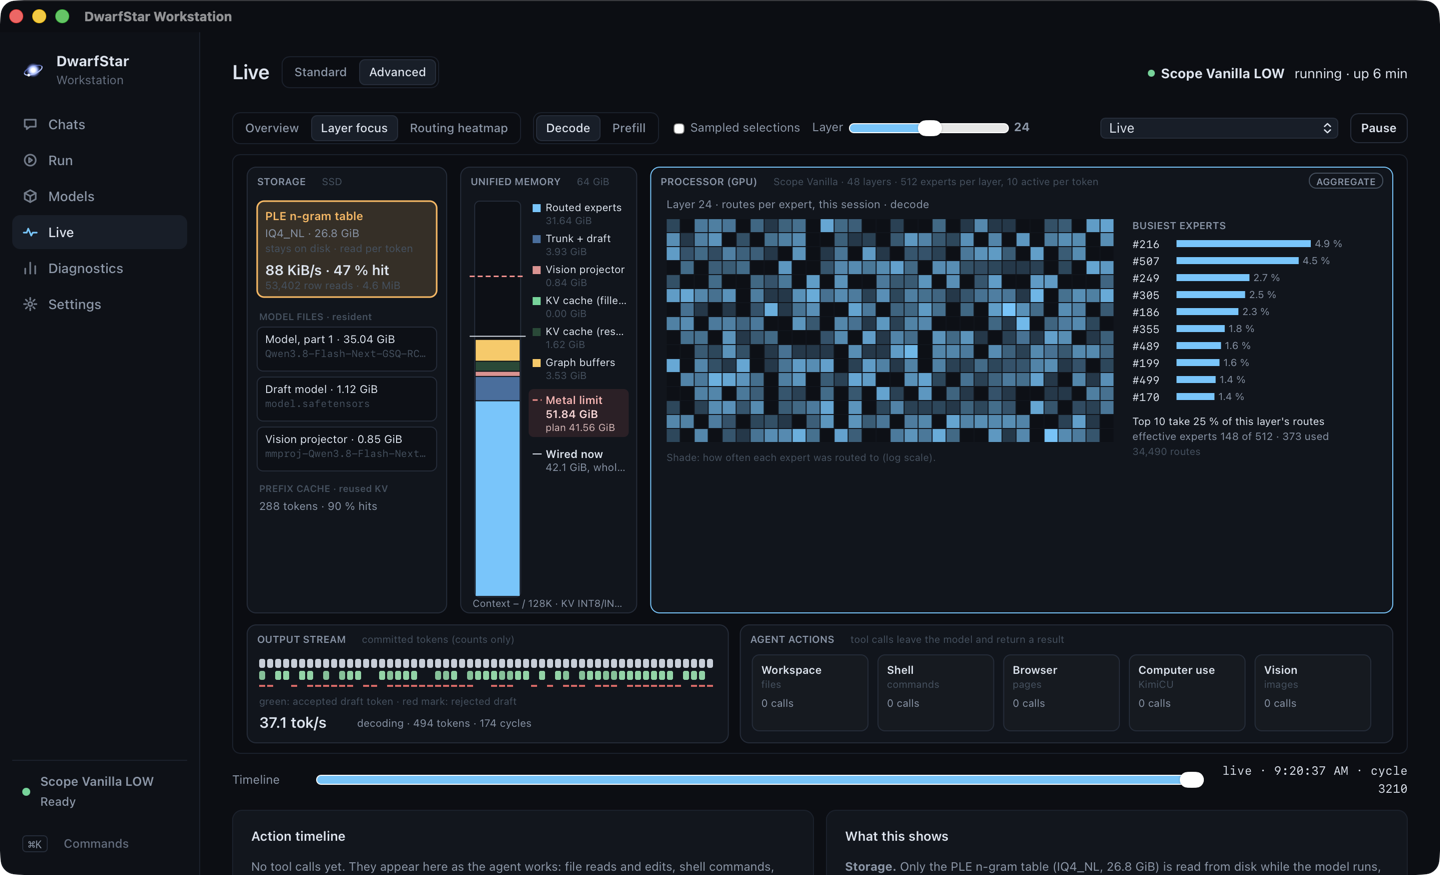 DwarfStar Workstation
DwarfStar
Workstation
Chats
Run
Models
Live
Diagnostics
Settings
Scope Vanilla LOW
Ready
⌘K Commands
Live Standard Advanced
Scope Vanilla LOW running · up 6 min
Overview Layer focus Routing heatmap Decode Prefill Sampled selections Layer 24 Live Pause
STORAGE SSD
PLE n-gram table
IQ4_NL · 26.8 GiB
stays on disk · read per token
88 KiB/s · 47 % hit
53,402 row reads · 4.6 MiB
MODEL FILES · resident
Model, part 1 · 35.04 GiB
Qwen3.8-Flash-Next-GSQ-RC…
Draft model · 1.12 GiB
model.safetensors
Vision projector · 0.85 GiB
mmproj-Qwen3.8-Flash-Next…
PREFIX CACHE · reused KV
288 tokens · 90 % hits
UNIFIED MEMORY 64 GiB
Routed experts
31.64 GiB
Trunk + draft
3.93 GiB
Vision projector
0.84 GiB
KV cache (fille…
0.00 GiB
KV cache (res…
1.62 GiB
Graph buffers
3.53 GiB
Metal limit
51.84 GiB
plan 41.56 GiB
Wired now
42.1 GiB, whol…
Context – / 128K · KV INT8/IN…
PROCESSOR (GPU) Scope Vanilla · 48 layers · 512 experts per layer, 10 active per token AGGREGATE
Layer 24 · routes per expert, this session · decode
Shade: how often each expert was routed to (log scale).
BUSIEST EXPERTS
#216 4.9 %
#507 4.5 %
#249 2.7 %
#305 2.5 %
#186 2.3 %
#355 1.8 %
#489 1.6 %
#199 1.6 %
#499 1.4 %
#170 1.4 %
Top 10 take 25 % of this layer's routes
effective experts 148 of 512 · 373 used
34,490 routes
OUTPUT STREAM committed tokens (counts only)
green: accepted draft token · red mark: rejected draft
37.1 tok/s decoding · 494 tokens · 174 cycles
AGENT ACTIONS tool calls leave the model and return a result
Workspace
files
0 calls
Shell
commands
0 calls
Browser
pages
0 calls
Computer use
KimiCU
0 calls
Vision
images
0 calls
Timeline
live · 9:20:37 AM · cycle
3210
Action timeline
No tool calls yet. They appear here as the agent works: file reads and edits, shell commands,
What this shows
Storage. Only the PLE n-gram table (IQ4_NL, 26.8 GiB) is read from disk while the model runs,